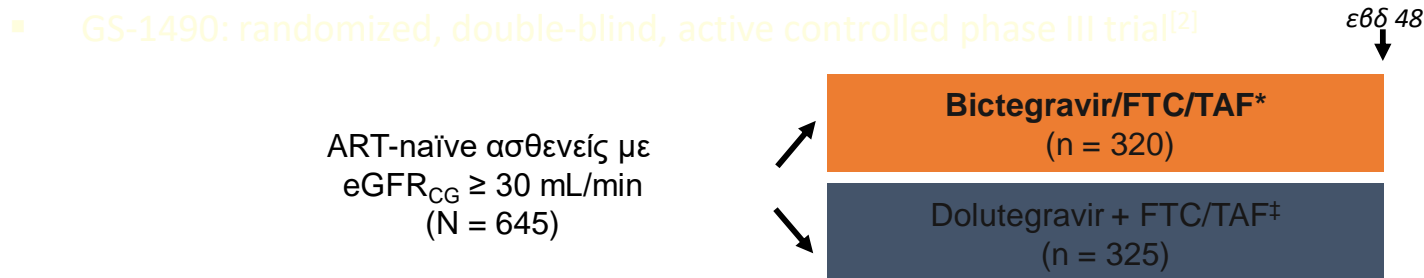 ▪ GS-1490: randomized, double-blind, active controlled phase III trial[2]
εβδ 48
Bictegravir/FTC/TAF*
(n = 320)
ART-naïve ασθενείς με
eGFRCG ≥ 30 mL/min
(N = 645)
Dolutegravir + FTC/TAF‡
(n = 325)